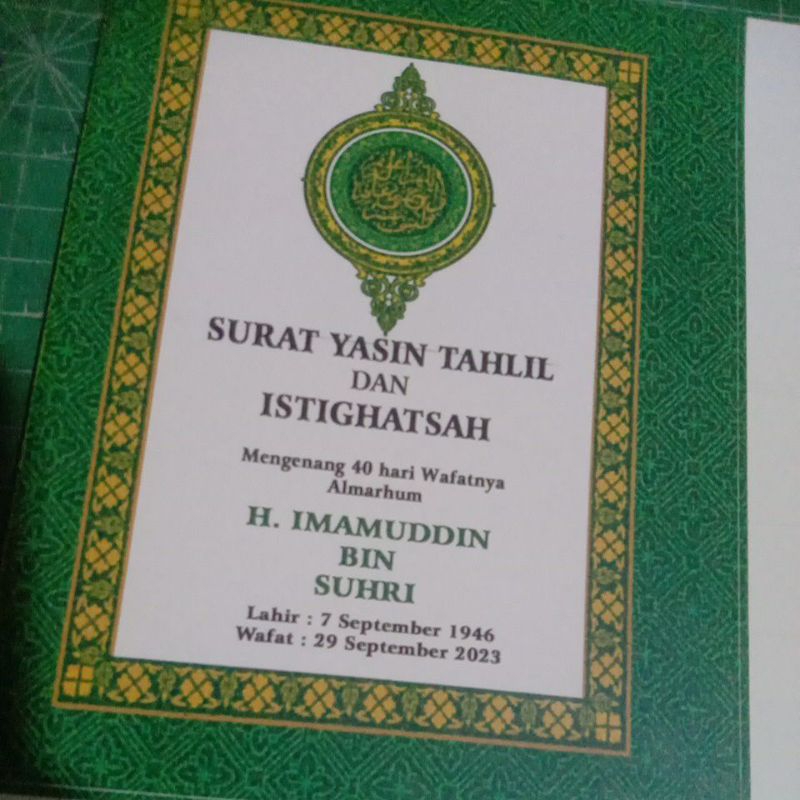 SURAT YASIN TAHLIL
DAN
ISTIGHATSAH
Mengenang 40 hari Wafatnya
Almarhum
H. IMAMUDDIN
BIN
SUHRI
Lahir : 7 September 1946
Wafat : 29 September 2023